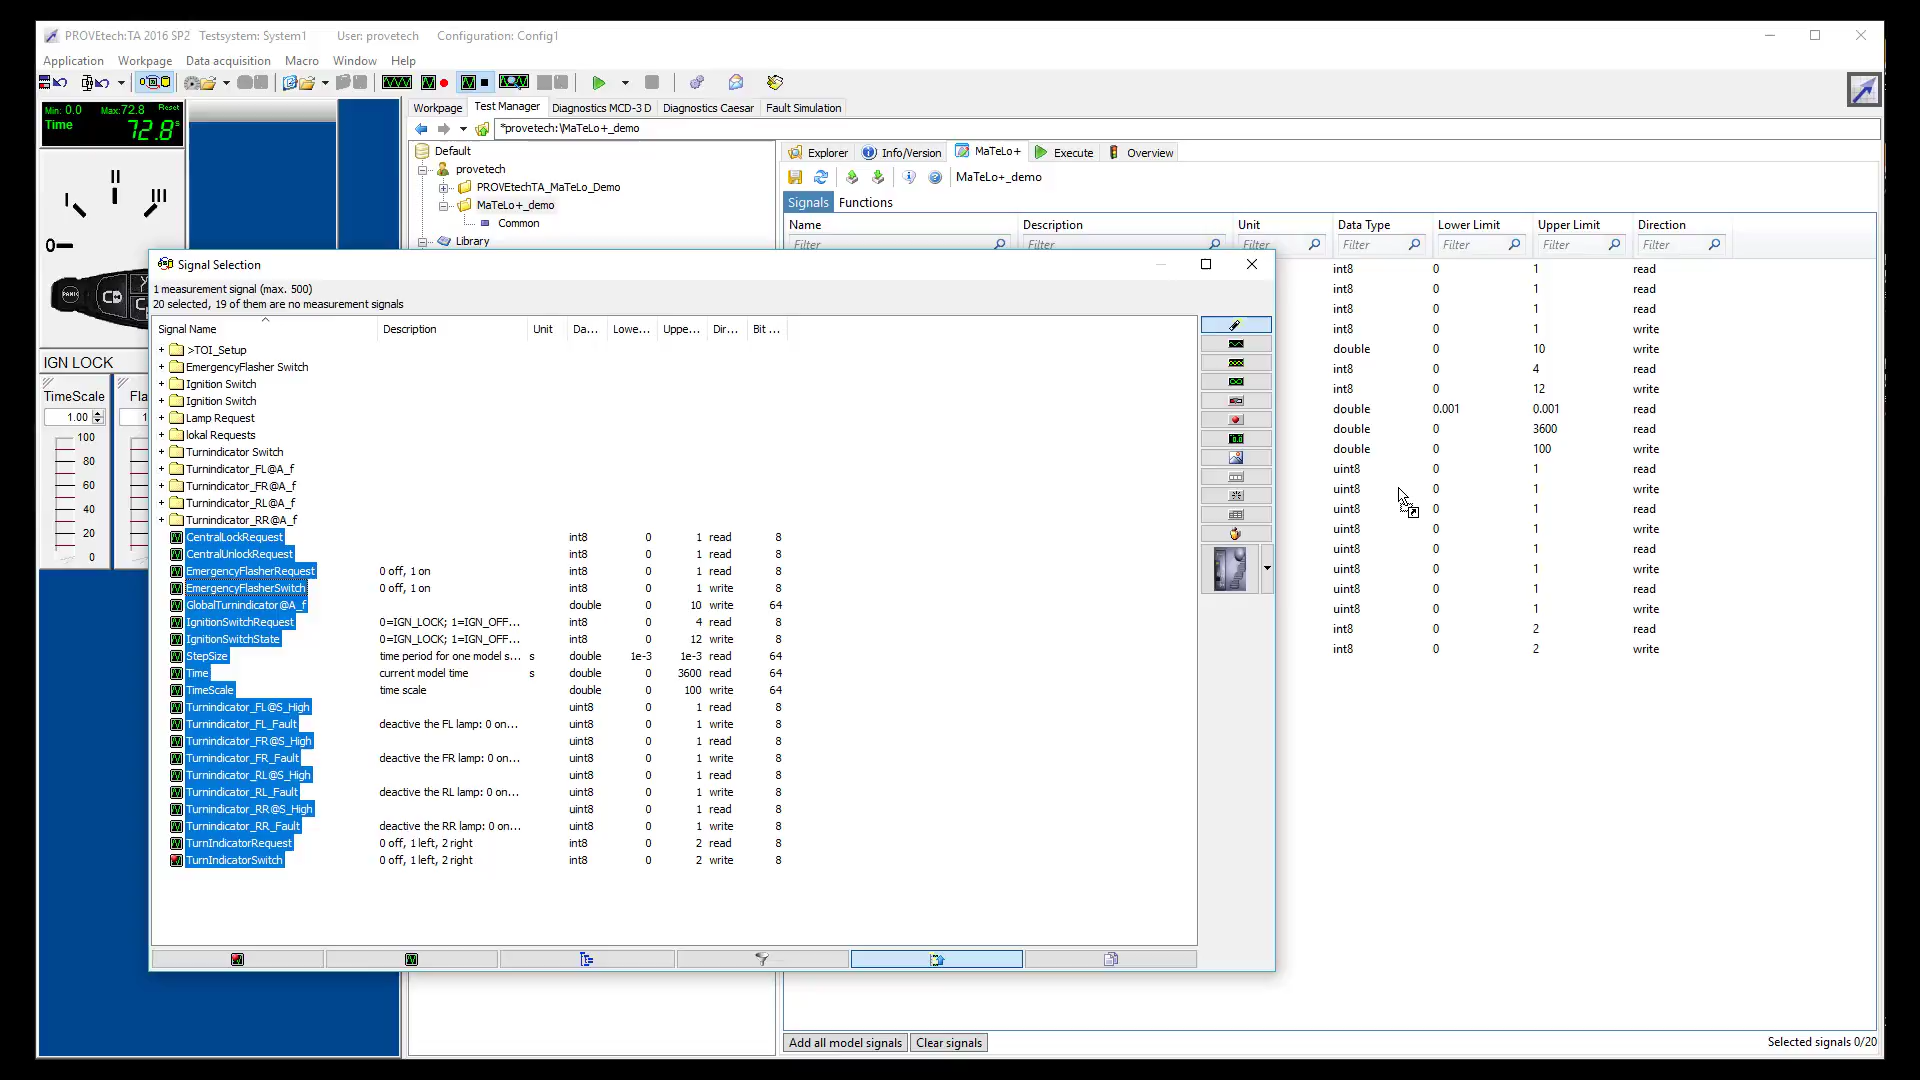 PROVEtech:TA 2016 SP2 Testsystem: System1 User: provetech Configuration: Config1
Application Workpage Data acquisition Macro Window Help
Min: 0.0 Max:72.8 Reset
Time 72.8 s
Workpage Test Manager Diagnostics MCD-3 D Diagnostics Caesar Fault Simulation
*provetech:\MaTeLo+_demo
Default
provetech
PROVEtechTA_MaTeLo_Demo
MaTeLo+_demo
Common
Library
Explorer Info/Version MaTeLo+ Execute Overview
MaTeLo+_demo
Signals Functions
Name Description Unit Data Type Lower Limit Upper Limit Direction
Filter Filter Filter Filter Filter Filter
I II III
0
PANIC
IGN LOCK
TimeScale Fla
1.00
100
80
60
40
20
0
Signal Selection
1 measurement signal (max. 500)
20 selected, 19 of them are no measurement signals
Signal Name Description Unit Da... Lowe... Uppe... Dir... Bit ...
>TOI_Setup
EmergencyFlasher Switch
Ignition Switch
Ignition Switch
Lamp Request
lokal Requests
Turnindicator Switch
Turnindicator_FL@A_f
Turnindicator_FR@A_f
Turnindicator_RL@A_f
Turnindicator_RR@A_f
CentralLockRequest int8 0 1 read 8
CentralUnlockRequest int8 0 1 read 8
EmergencyFlasherRequest 0 off, 1 on int8 0 1 read 8
EmergencyFlasherSwitch 0 off, 1 on int8 0 1 write 8
GlobalTurnindicator@A_f double 0 10 write 64
IgnitionSwitchRequest 0=IGN_LOCK; 1=IGN_OFF... int8 0 4 read 8
IgnitionSwitchState 0=IGN_LOCK; 1=IGN_OFF... int8 0 12 write 8
StepSize time period for one model s... s double 1e-3 1e-3 read 64
Time current model time s double 0 3600 read 64
TimeScale time scale double 0 100 write 64
Turnindicator_FL@S_High uint8 0 1 read 8
Turnindicator_FL_Fault deactive the FL lamp: 0 on... uint8 0 1 write 8
Turnindicator_FR@S_High uint8 0 1 read 8
Turnindicator_FR_Fault deactive the FR lamp: 0 on... uint8 0 1 write 8
Turnindicator_RL@S_High uint8 0 1 read 8
Turnindicator_RL_Fault deactive the RL lamp: 0 on... uint8 0 1 write 8
Turnindicator_RR@S_High uint8 0 1 read 8
Turnindicator_RR_Fault deactive the RR lamp: 0 on... uint8 0 1 write 8
TurnIndicatorRequest 0 off, 1 left, 2 right int8 0 2 read 8
TurnIndicatorSwitch 0 off, 1 left, 2 right int8 0 2 write 8
int8 0 1 read
int8 0 1 read
int8 0 1 read
int8 0 1 write
double 0 10 write
int8 0 4 read
int8 0 12 write
double 0.001 0.001 read
double 0 3600 read
double 0 100 write
uint8 0 1 read
uint8 0 1 write
uint8 0 1 read
uint8 0 1 write
uint8 0 1 read
uint8 0 1 write
uint8 0 1 read
uint8 0 1 write
int8 0 2 read
int8 0 2 write
Add all model signals Clear signals Selected signals 0/20